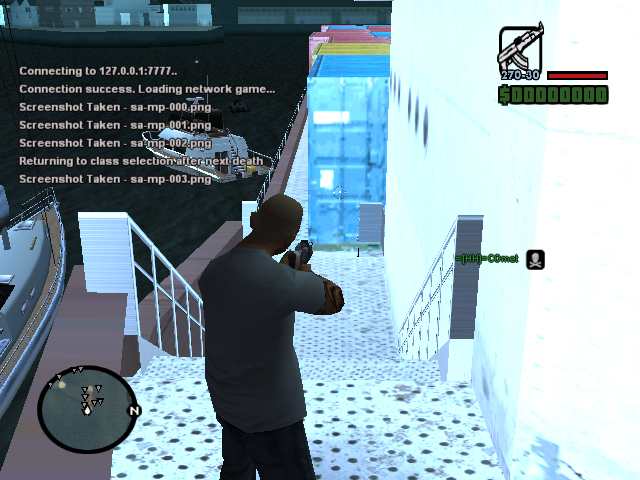 Connecting to 127.0.0.1:7777..
Connection success. Loading network game...
Screenshot Taken - sa-mp-000.png
Screenshot Taken - sa-mp-001.png
Screenshot Taken - sa-mp-002.png
Returning to class selection after next death
Screenshot Taken - sa-mp-003.png
270-30
$00000000
=[HH]=C0met
N